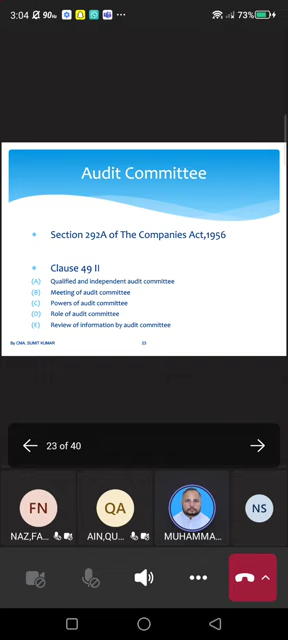 3:04 90Hz 73%
Audit Committee
Section 292A of The Companies Act,1956
Clause 49 II
(A) Qualified and independent audit committee
(B) Meeting of audit committee
(C) Powers of audit committee
(D) Role of audit committee
(E) Review of information by audit committee
By CMA. SUMIT KUMAR 23
23 of 40
FN QA NS
NAZ,FA... AIN,QU... MUHAMMA...